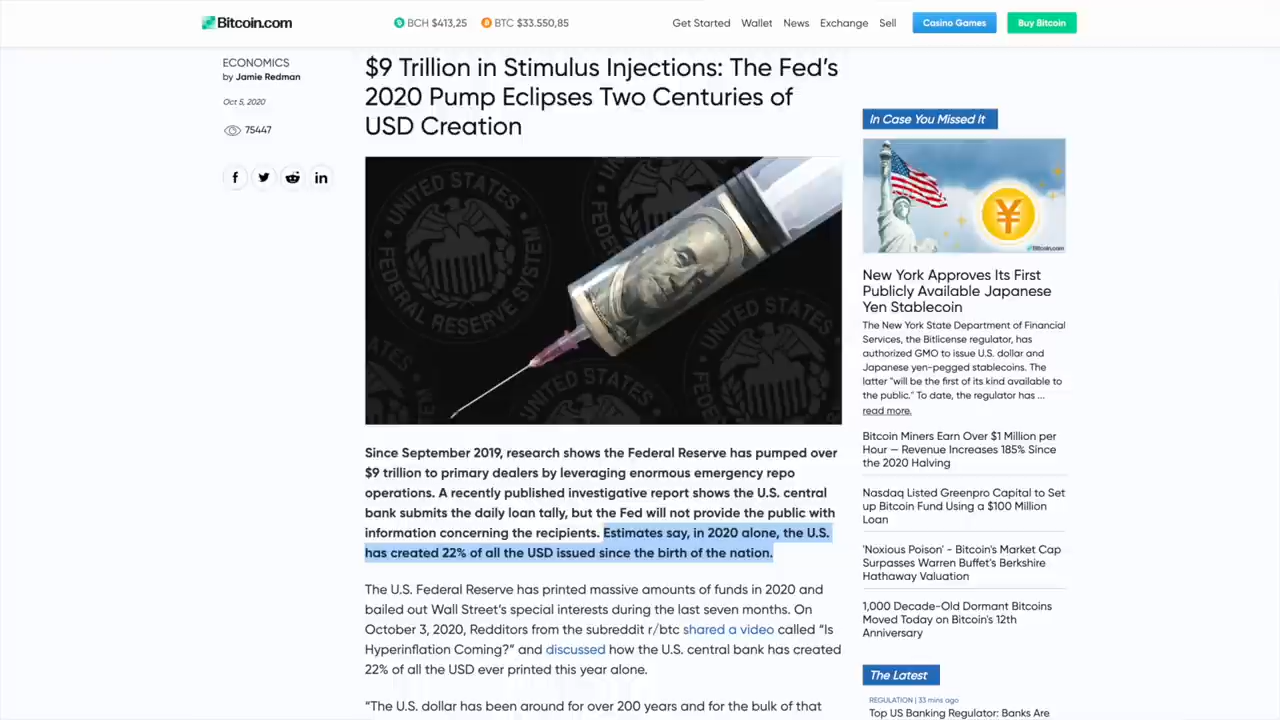 Bitcoin.com
BCH $413,25
BTC $33.550,85
Get Started
Wallet
News
Exchange
Sell
Casino Games
Buy Bitcoin
ECONOMICS
by Jamie Redman
Oct 5, 2020
75447
$9 Trillion in Stimulus Injections: The Fed's
2020 Pump Eclipses Two Centuries of
USD Creation
UNITED STATES
FEDERAL RESERVE SYSTEM
Since September 2019, research shows the Federal Reserve has pumped over
$9 trillion to primary dealers by leveraging enormous emergency repo
operations. A recently published investigative report shows the U.S. central
bank submits the daily loan tally, but the Fed will not provide the public with
information concerning the recipients. Estimates say, in 2020 alone, the U.S.
has created 22% of all the USD issued since the birth of the nation.
The U.S. Federal Reserve has printed massive amounts of funds in 2020 and
bailed out Wall Street's special interests during the last seven months. On
October 3, 2020, Redditors from the subreddit r/btc shared a video called "Is
Hyperinflation Coming?" and discussed how the U.S. central bank has created
22% of all the USD ever printed this year alone.
"The U.S. dollar has been around for over 200 years and for the bulk of that
In Case You Missed It
Bitcoin.com
New York Approves Its First
Publicly Available Japanese
Yen Stablecoin
The New York State Department of Financial
Services, the Bitlicense regulator, has
authorized GMO to issue U.S. dollar and
Japanese yen-pegged stablecoins. The
latter "will be the first of its kind available to
the public." To date, the regulator has ...
read more.
Bitcoin Miners Earn Over $1 Million per
Hour — Revenue Increases 185% Since
the 2020 Halving
Nasdaq Listed Greenpro Capital to Set
up Bitcoin Fund Using a $100 Million
Loan
'Noxious Poison' - Bitcoin's Market Cap
Surpasses Warren Buffet's Berkshire
Hathaway Valuation
1,000 Decade-Old Dormant Bitcoins
Moved Today on Bitcoin's 12th
Anniversary
The Latest
REGULATION | 33 mins ago
Top US Banking Regulator: Banks Are